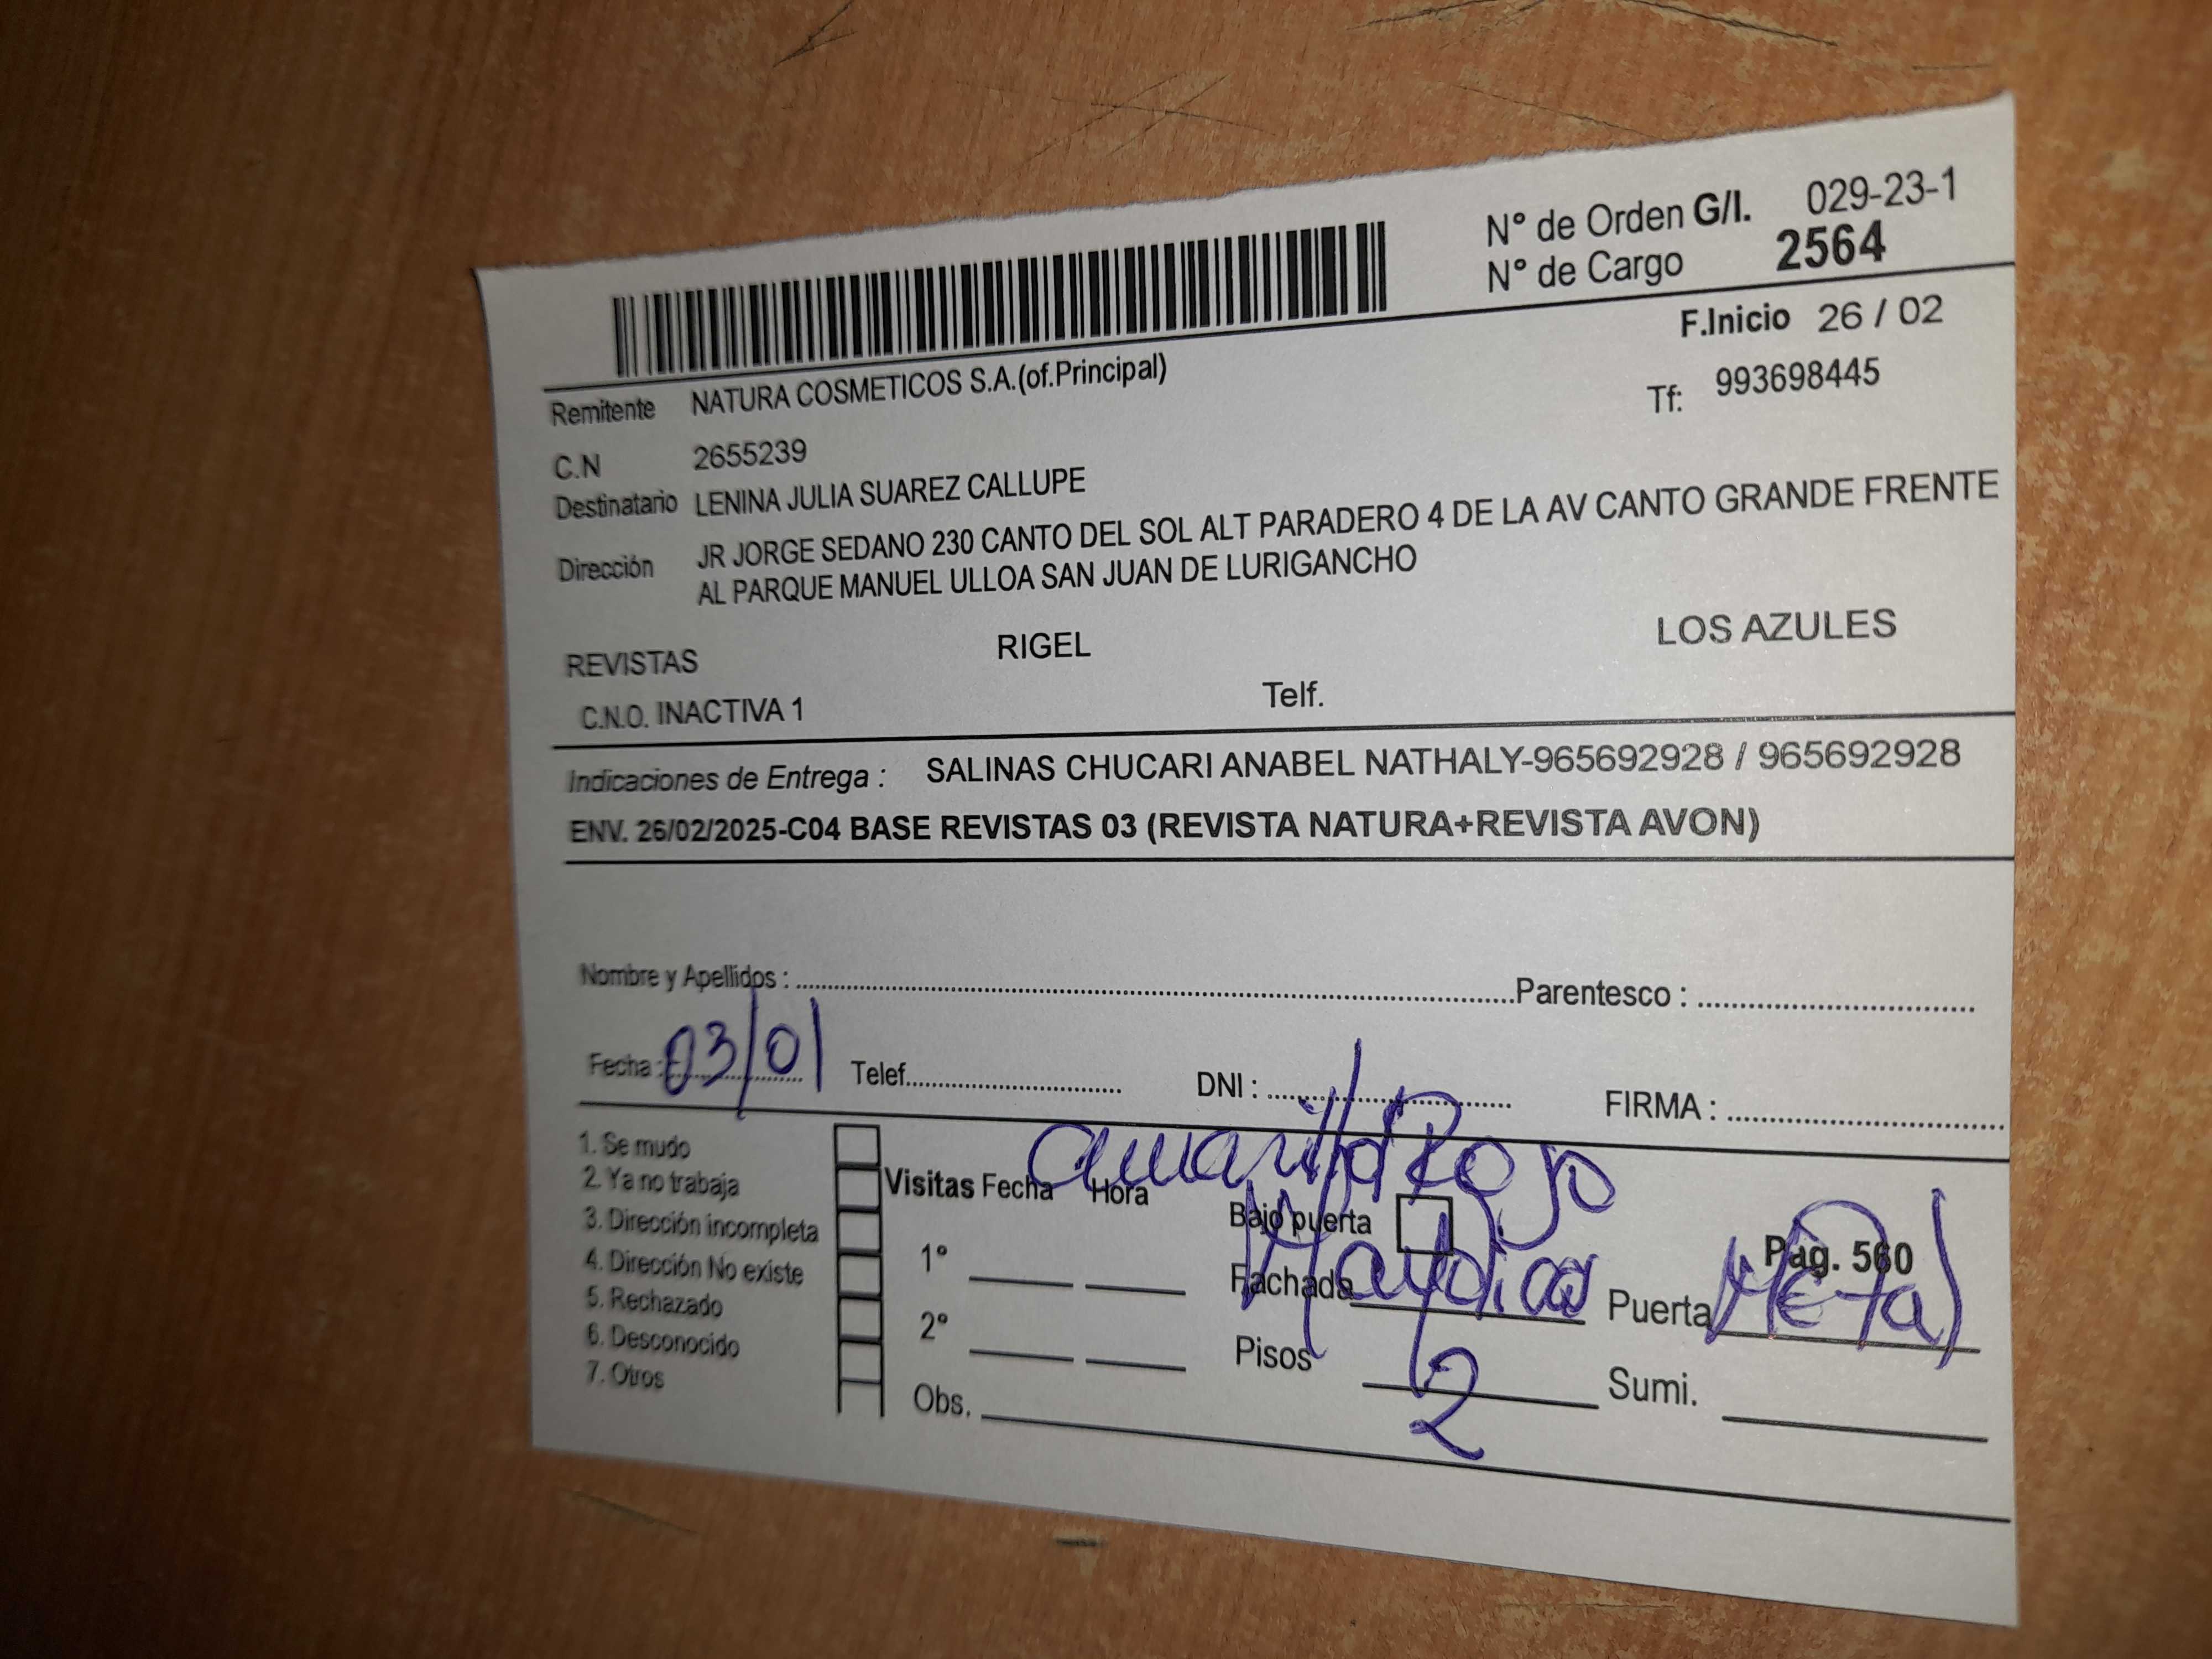 N° de Orden G/I. 029-23-1
N° de Cargo 2564
F.Inicio 26 / 02
Remitente NATURA COSMETICOS S.A.(of.Principal)
Tf: 993698445
C.N 2655239
Destinatario LENINA JULIA SUAREZ CALLUPE
Dirección JR JORGE SEDANO 230 CANTO DEL SOL ALT PARADERO 4 DE LA AV CANTO GRANDE FRENTE
AL PARQUE MANUEL ULLOA SAN JUAN DE LURIGANCHO
REVISTAS RIGEL LOS AZULES
C.N.O. INACTIVA 1 Telf.
Indicaciones de Entrega : SALINAS CHUCARI ANABEL NATHALY-965692928 / 965692928
ENV. 26/02/2025-C04 BASE REVISTAS 03 (REVISTA NATURA+REVISTA AVON)
Nombre y Apellidos : Parentesco :
Fecha : 03/01 Telef. DNI : FIRMA :
1. Se mudo
2. Ya no trabaja
3. Dirección incompleta
4. Dirección No existe
5. Rechazado
6. Desconocido
7. Otros
Visitas Fecha Hora
1°
2°
Obs.
amarillo Rojo
Bajo puerta
Pag. 560
Fachada Puerta Metal
Pisos 2 Sumi.